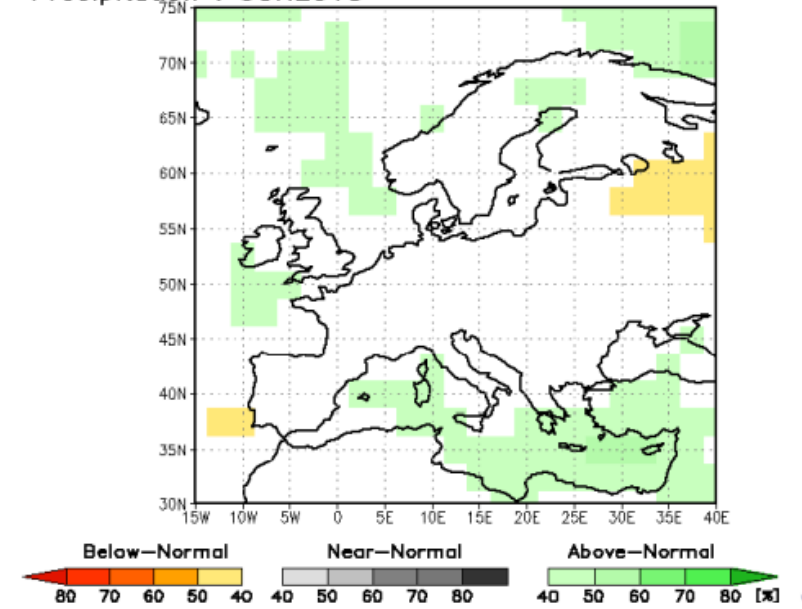 75N
70N
65N
60N
55N
50N
45N
40N
35N
30N
15W 10W 5W 0 5E 10E 15E 20E 25E 30E 35E 40E
Below-Normal Near-Normal Above-Normal
80 70 60 50 40 40 50 60 70 80 40 50 60 70 80 [%]